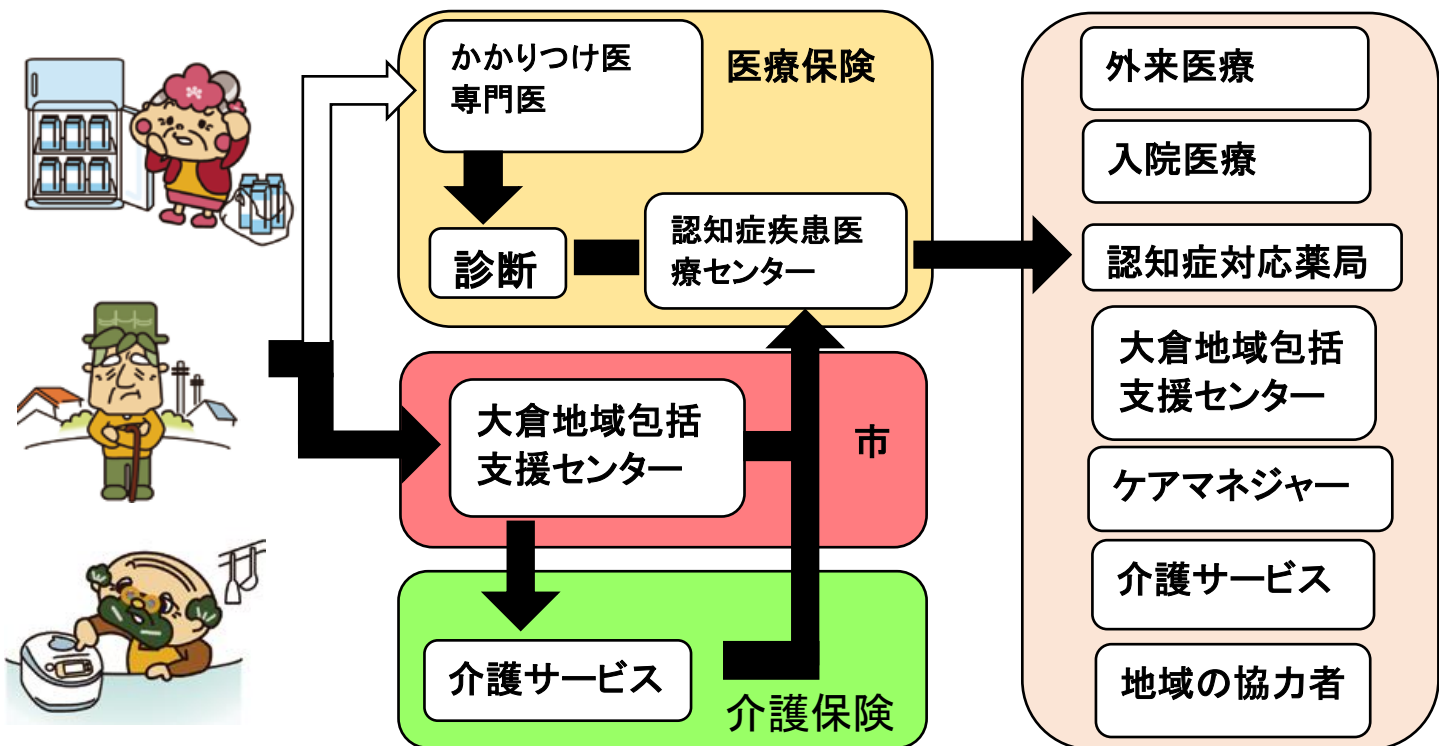 かかりつけ医
専門医
医療保険
診断
認知症疾患医
療センター
大倉地域包括
支援センター
市
介護サービス
介護保険
外来医療
入院医療
認知症対応薬局
大倉地域包括
支援センター
ケアマネジャー
介護サービス
地域の協力者